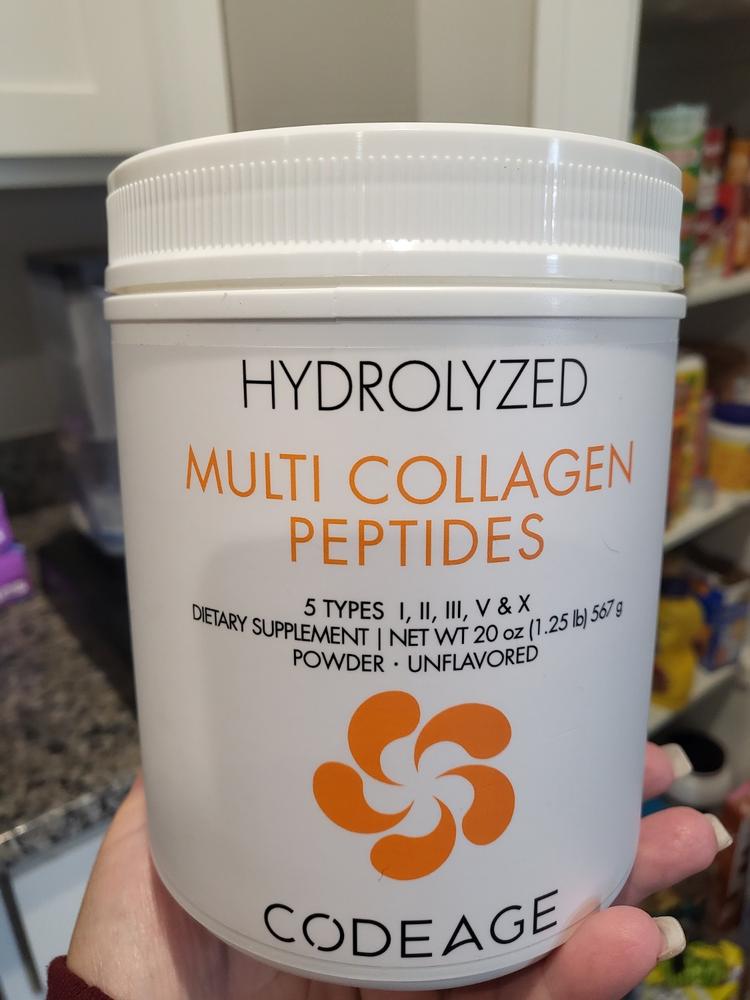 HYDROLYZED
MULTI COLLAGEN
PEPTIDES
5 TYPES I, II, III, V & X
DIETARY SUPPLEMENT | NET WT 20 oz (1.25 lb) 567 g
POWDER · UNFLAVORED
CODEAGE